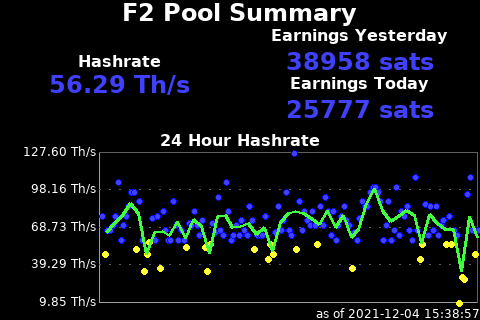 F2 Pool Summary
Hashrate
56.29 Th/s
Earnings Yesterday
38958 sats
Earnings Today
25777 sats
24 Hour Hashrate
127.60 Th/s
98.16 Th/s
68.73 Th/s
39.29 Th/s
9.85 Th/s
as of 2021-12-04 15:38:57